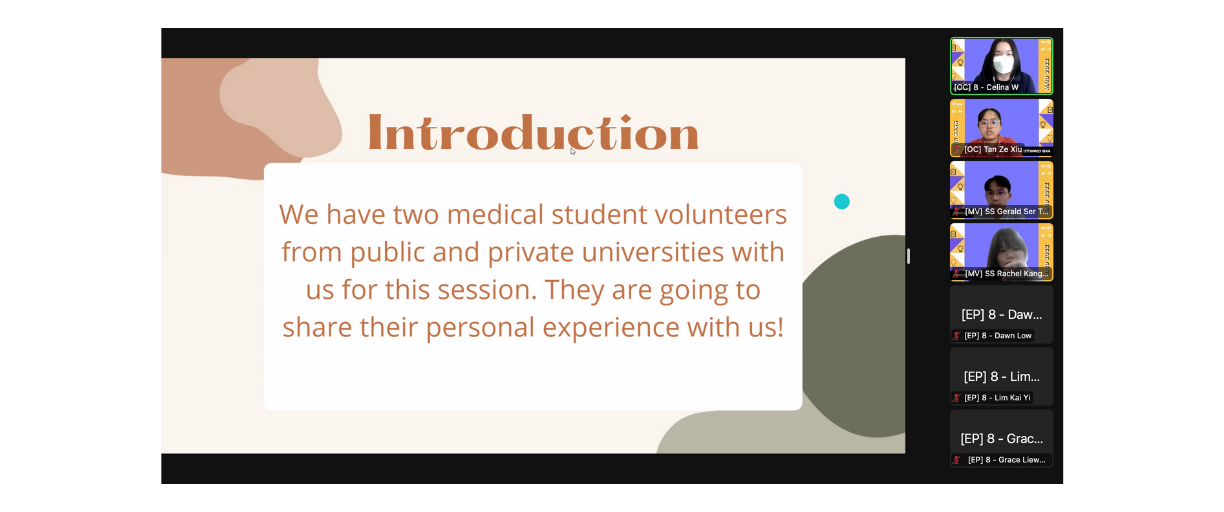 Introduction
We have two medical student volunteers
from public and private universities with
us for this session. They are going to
share their personal experience with us!
[OC] 8 - Celina W
[OC] Tan Ze Xiu
[MV] SS Gerald Ser T...
[MV] SS Rachel Kang...
[EP] 8 - Daw...
[EP] 8 - Dawn Low
[EP] 8 - Lim...
[EP] 8 - Lim Kai Yi
[EP] 8 - Grac...
[EP] 8 - Grace Liew...